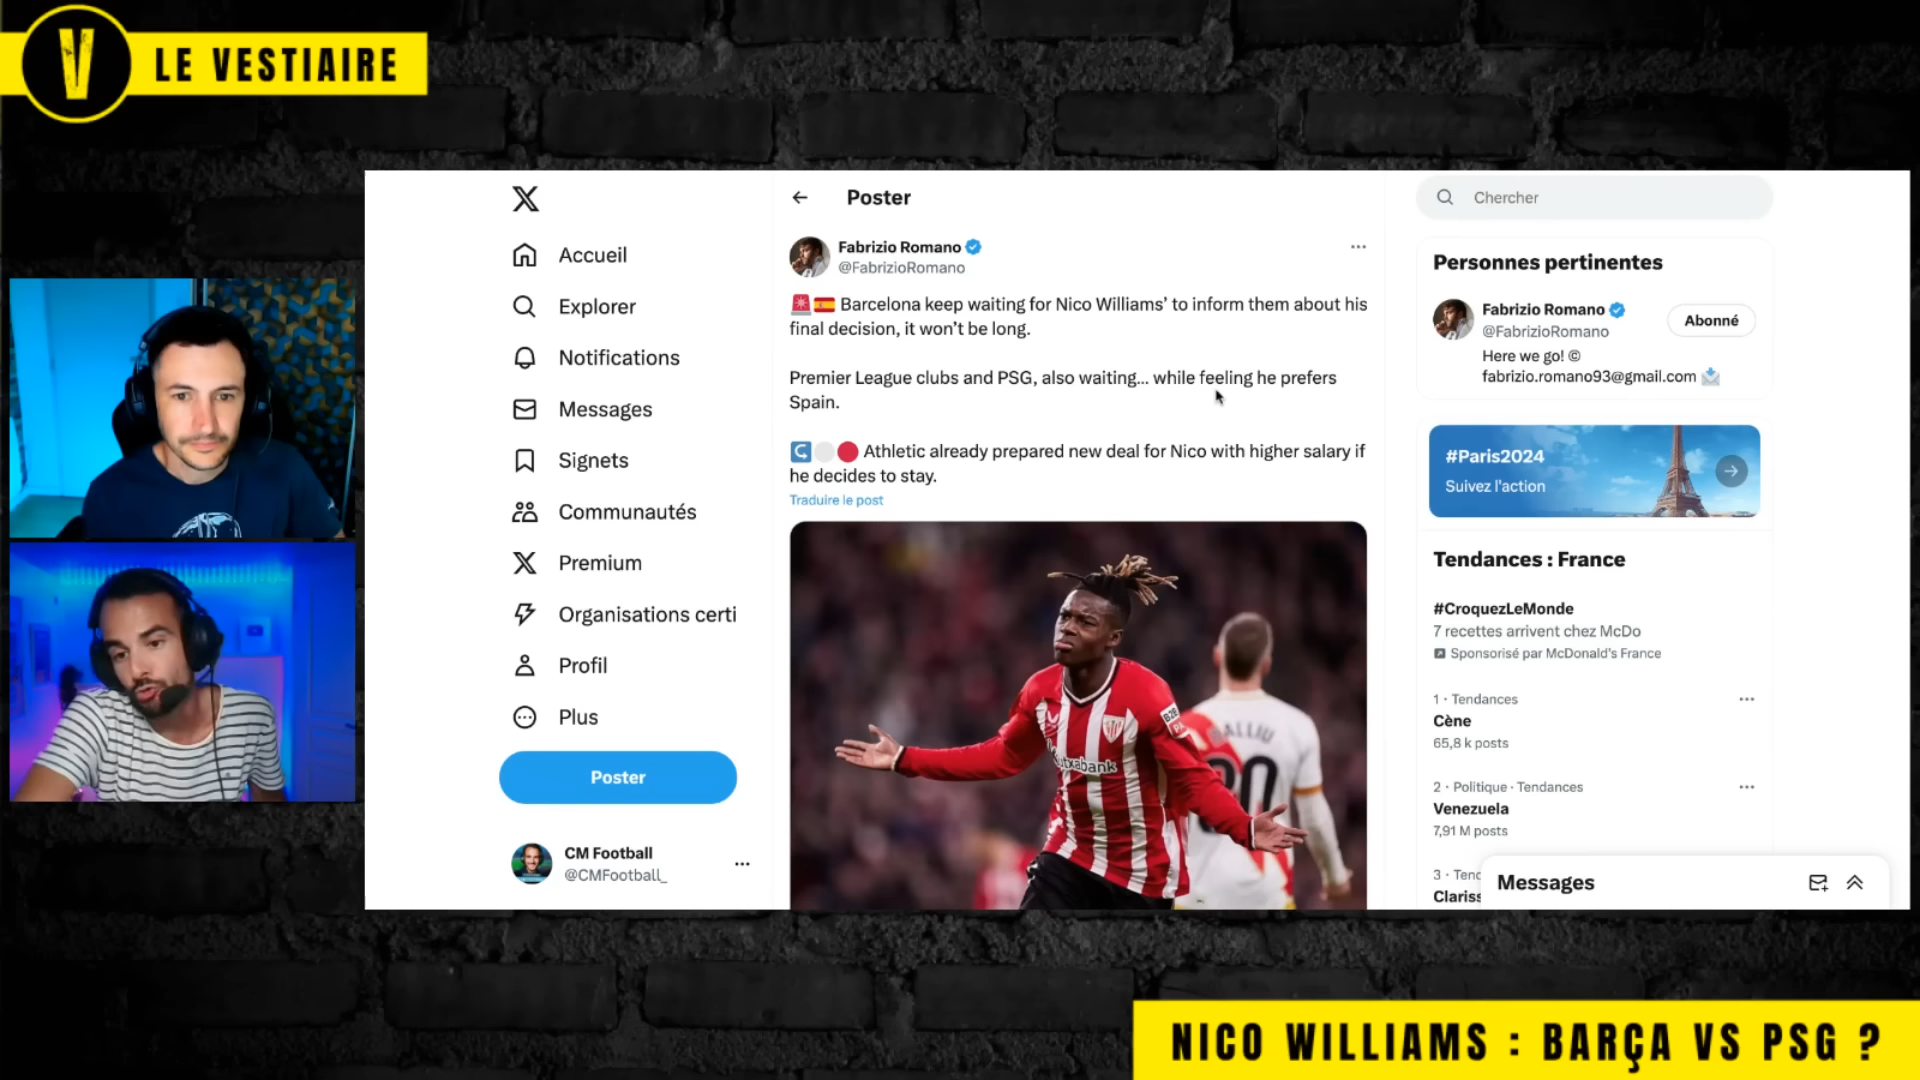 V
LE VESTIAIRE
X
Accueil
Explorer
Notifications
Messages
Signets
Communautés
Premium
Organisations certi
Profil
Plus
Poster
CM Football
@CMFootball_
Poster
Fabrizio Romano
@FabrizioRomano
Barcelona keep waiting for Nico Williams’ to inform them about his
final decision, it won’t be long.
Premier League clubs and PSG, also waiting... while feeling he prefers
Spain.
Athletic already prepared new deal for Nico with higher salary if
he decides to stay.
Traduire le post
Kutxabank
20
Chercher
Personnes pertinentes
Fabrizio Romano
@FabrizioRomano
Abonné
Here we go! ©
fabrizio.romano93@gmail.com
#Paris2024
Suivez l'action
Tendances : France
#CroquezLeMonde
7 recettes arrivent chez McDo
Sponsorisé par McDonald's France
1 · Tendances
Cène
65,8 k posts
2 · Politique · Tendances
Venezuela
7,91 M posts
3 · Tenc
Clariss
Messages
NICO WILLIAMS : BARÇA VS PSG ?